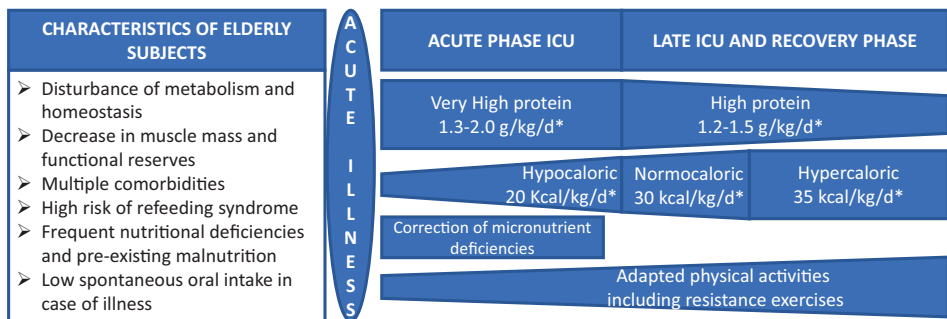 CHARACTERISTICS OF ELDERLY
SUBJECTS
➢ Disturbance of metabolism and
homeostasis
➢ Decrease in muscle mass and
functional reserves
➢ Multiple comorbidities
➢ High risk of refeeding syndrome
➢ Frequent nutritional deficiencies
and pre-existing malnutrition
➢ Low spontaneous oral intake in
case of illness
ACUTE ILLNESS
ACUTE PHASE ICU
LATE ICU AND RECOVERY PHASE
Very High protein
1.3-2.0 g/kg/d*
High protein
1.2-1.5 g/kg/d*
Hypocaloric
20 Kcal/kg/d*
Normocaloric
30 kcal/kg/d*
Hypercaloric
35 kcal/kg/d*
Correction of micronutrient
deficiencies
Adapted physical activities
including resistance exercises